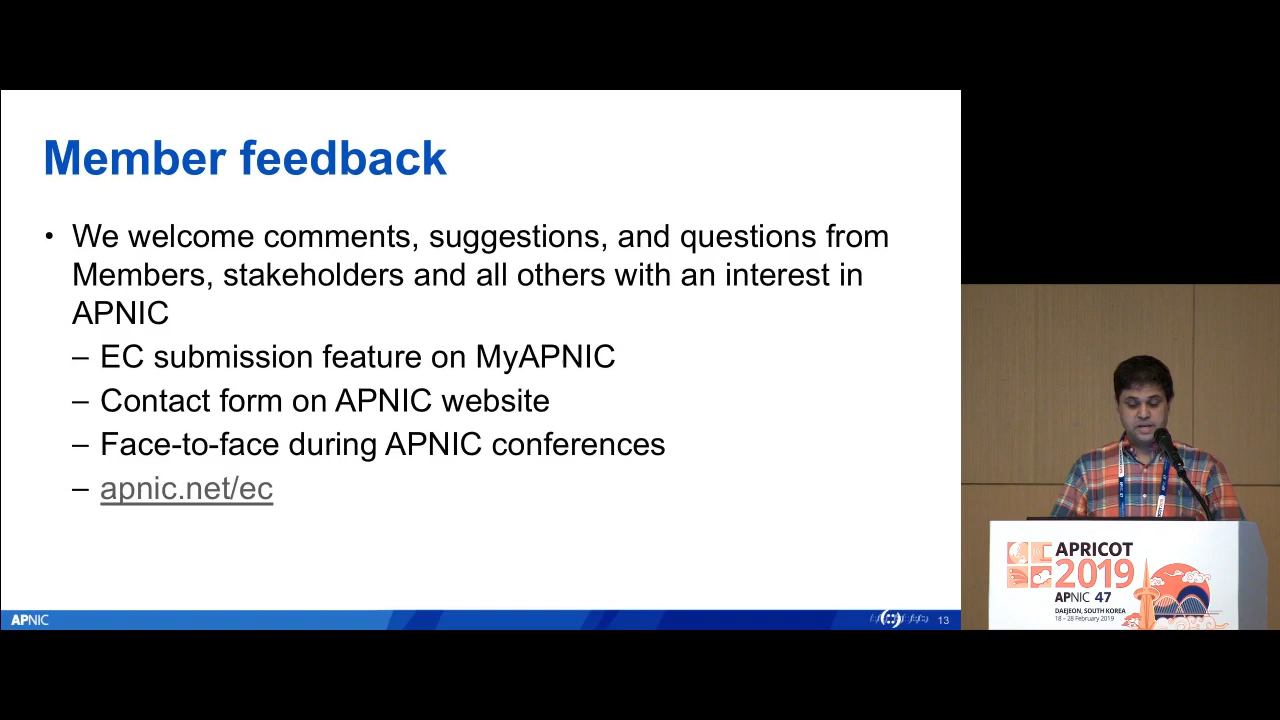 Member feedback
• We welcome comments, suggestions, and questions from
Members, stakeholders and all others with an interest in
APNIC
– EC submission feature on MyAPNIC
– Contact form on APNIC website
– Face-to-face during APNIC conferences
– apnic.net/ec
APNIC
13
APRICOT
2019
APNIC 47
DAEJEON, SOUTH KOREA
18 – 28 February 2019